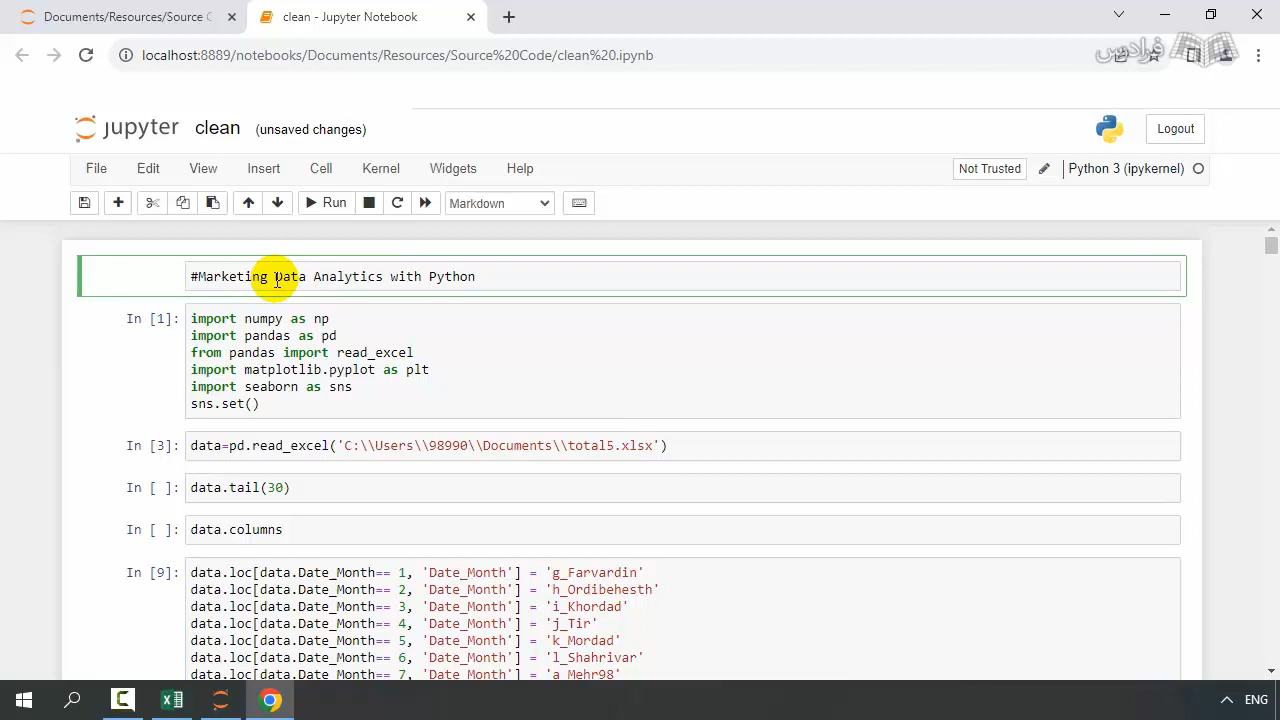 Documents/Resources/Source C
clean - Jupyter Notebook
localhost:8889/notebooks/Documents/Resources/Source%20Code/clean%20.ipynb
فرادرس
jupyter clean (unsaved changes)
Logout
File Edit View Insert Cell Kernel Widgets Help
Not Trusted
Python 3 (ipykernel)
Run
Markdown
#Marketing Data Analytics with Python
In [1]:
import numpy as np
import pandas as pd
from pandas import read_excel
import matplotlib.pyplot as plt
import seaborn as sns
sns.set()
In [3]: data=pd.read_excel('C:\\Users\\98990\\Documents\\total5.xlsx')
In [ ]: data.tail(30)
In [ ]: data.columns
In [9]: data.loc[data.Date_Month== 1, 'Date_Month'] = 'g_Farvardin'
data.loc[data.Date_Month== 2, 'Date_Month'] = 'h_Ordibehesth'
data.loc[data.Date_Month== 3, 'Date_Month'] = 'i_Khordad'
data.loc[data.Date_Month== 4, 'Date_Month'] = 'j_Tir'
data.loc[data.Date_Month== 5, 'Date_Month'] = 'k_Mordad'
data.loc[data.Date_Month== 6, 'Date_Month'] = 'l_Shahrivar'
data.loc[data.Date_Month== 7, 'Date_Month'] = 'a_Mehr98'
ENG